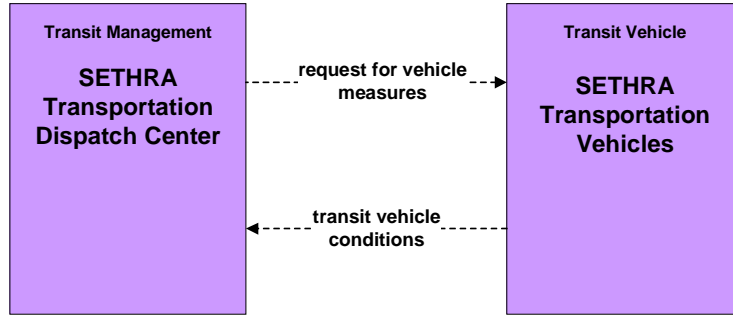 Transit Management
SETHRA
Transportation
Dispatch Center
request for vehicle
measures
transit vehicle
conditions
Transit Vehicle
SETHRA
Transportation
Vehicles